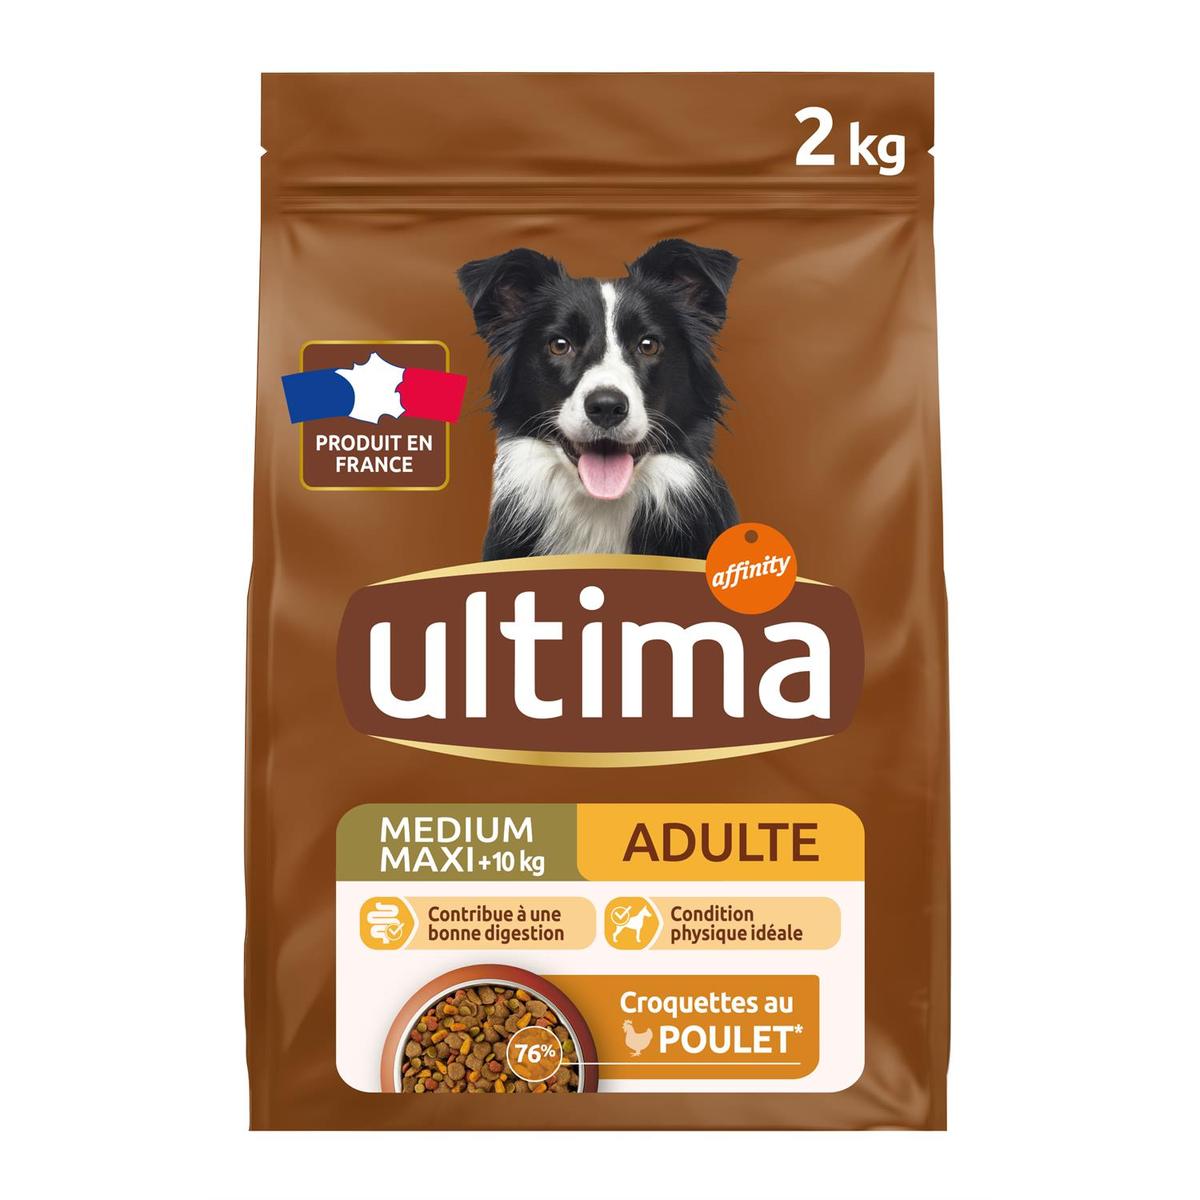 2 kg
PRODUIT EN
FRANCE
affinity
ultima
MEDIUM
MAXI +10 kg
ADULTE
Contribue à une
bonne digestion
Condition
physique idéale
Croquettes au
POULET*
76%